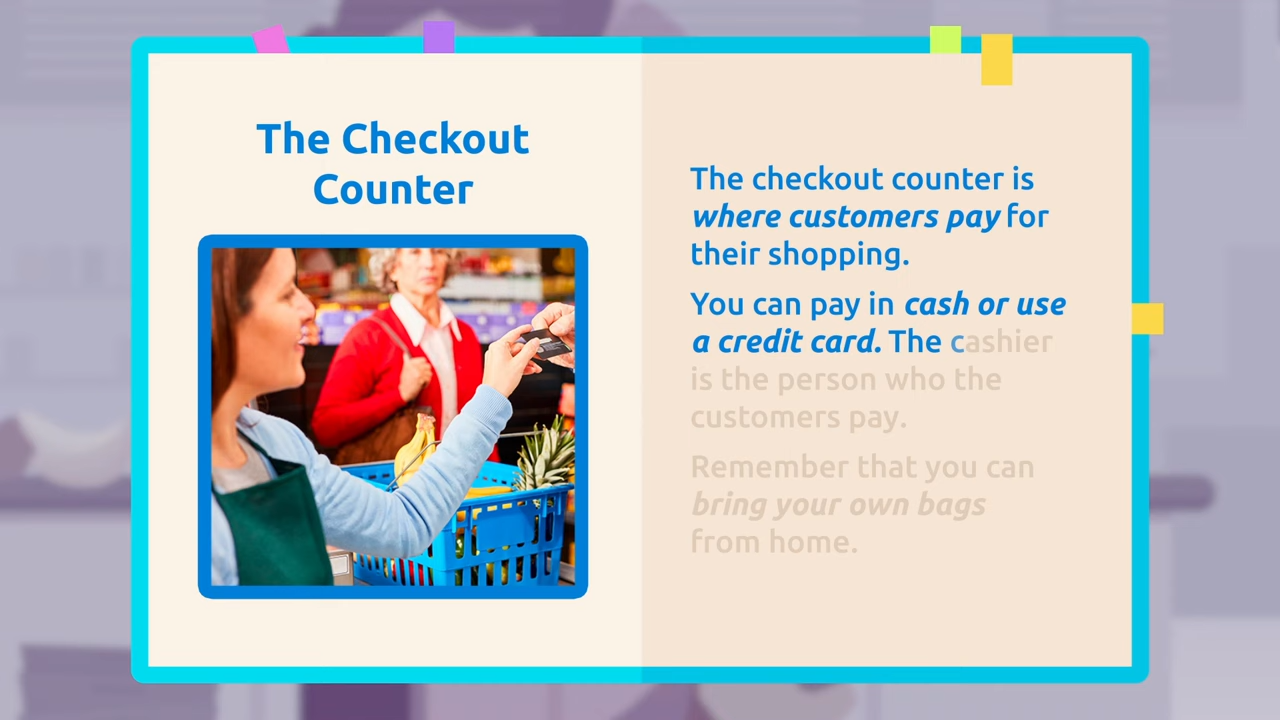 The Checkout
Counter
The checkout counter is
where customers pay for
their shopping.
You can pay in cash or use
a credit card. The cashier
is the person who the
customers pay.
Remember that you can
bring your own bags
from home.